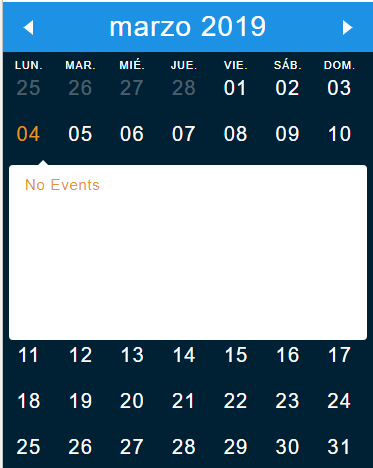 marzo 2019
LUN. MAR. MIÉ. JUE. VIE. SÁB. DOM.
25 26 27 28 01 02 03
04 05 06 07 08 09 10
No Events
11 12 13 14 15 16 17
18 19 20 21 22 23 24
25 26 27 28 29 30 31